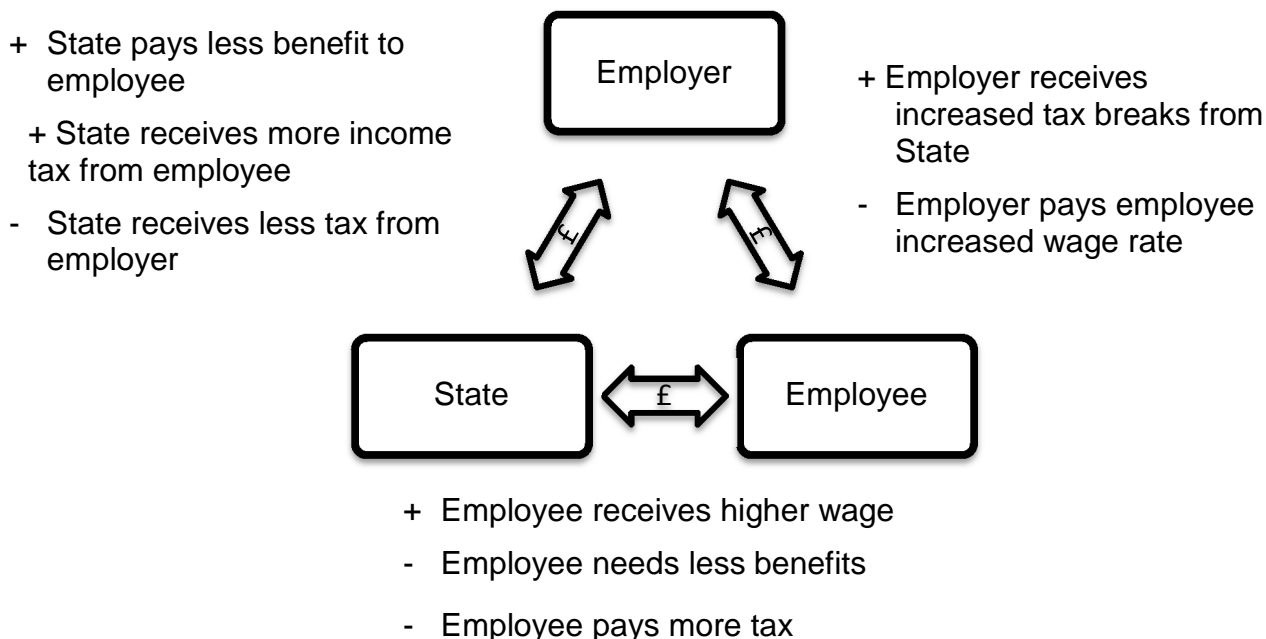 + State pays less benefit to
employee
+ State receives more income
tax from employee
- State receives less tax from
employer
Employer
+ Employer receives
increased tax breaks from
State
- Employer pays employee
increased wage rate
£
£
State
£
Employee
+ Employee receives higher wage
- Employee needs less benefits
- Employee pays more tax